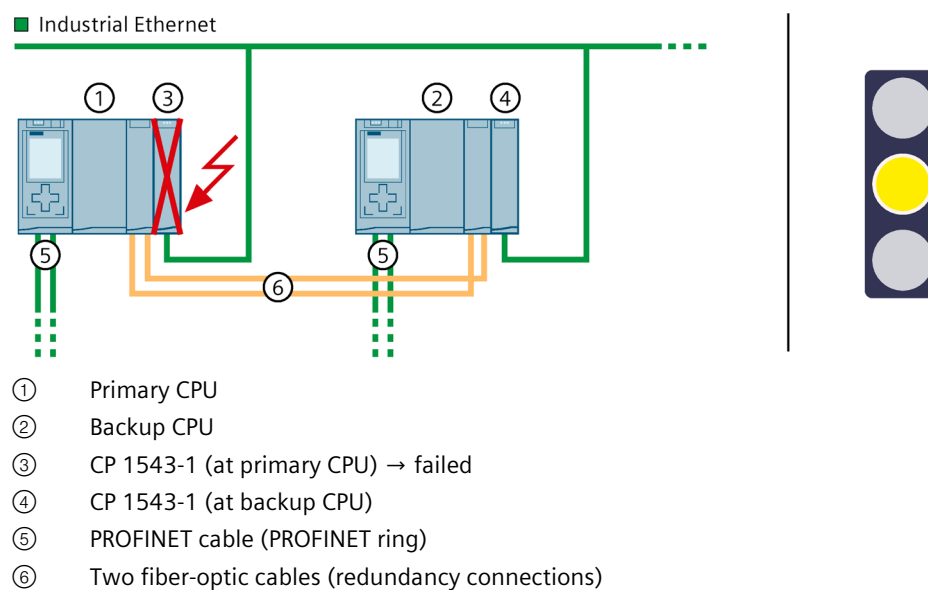 Industrial Ethernet
① ③ ② ④
⑤ ⑤
⑥
① Primary CPU
② Backup CPU
③ CP 1543-1 (at primary CPU) → failed
④ CP 1543-1 (at backup CPU)
⑤ PROFINET cable (PROFINET ring)
⑥ Two fiber-optic cables (redundancy connections)